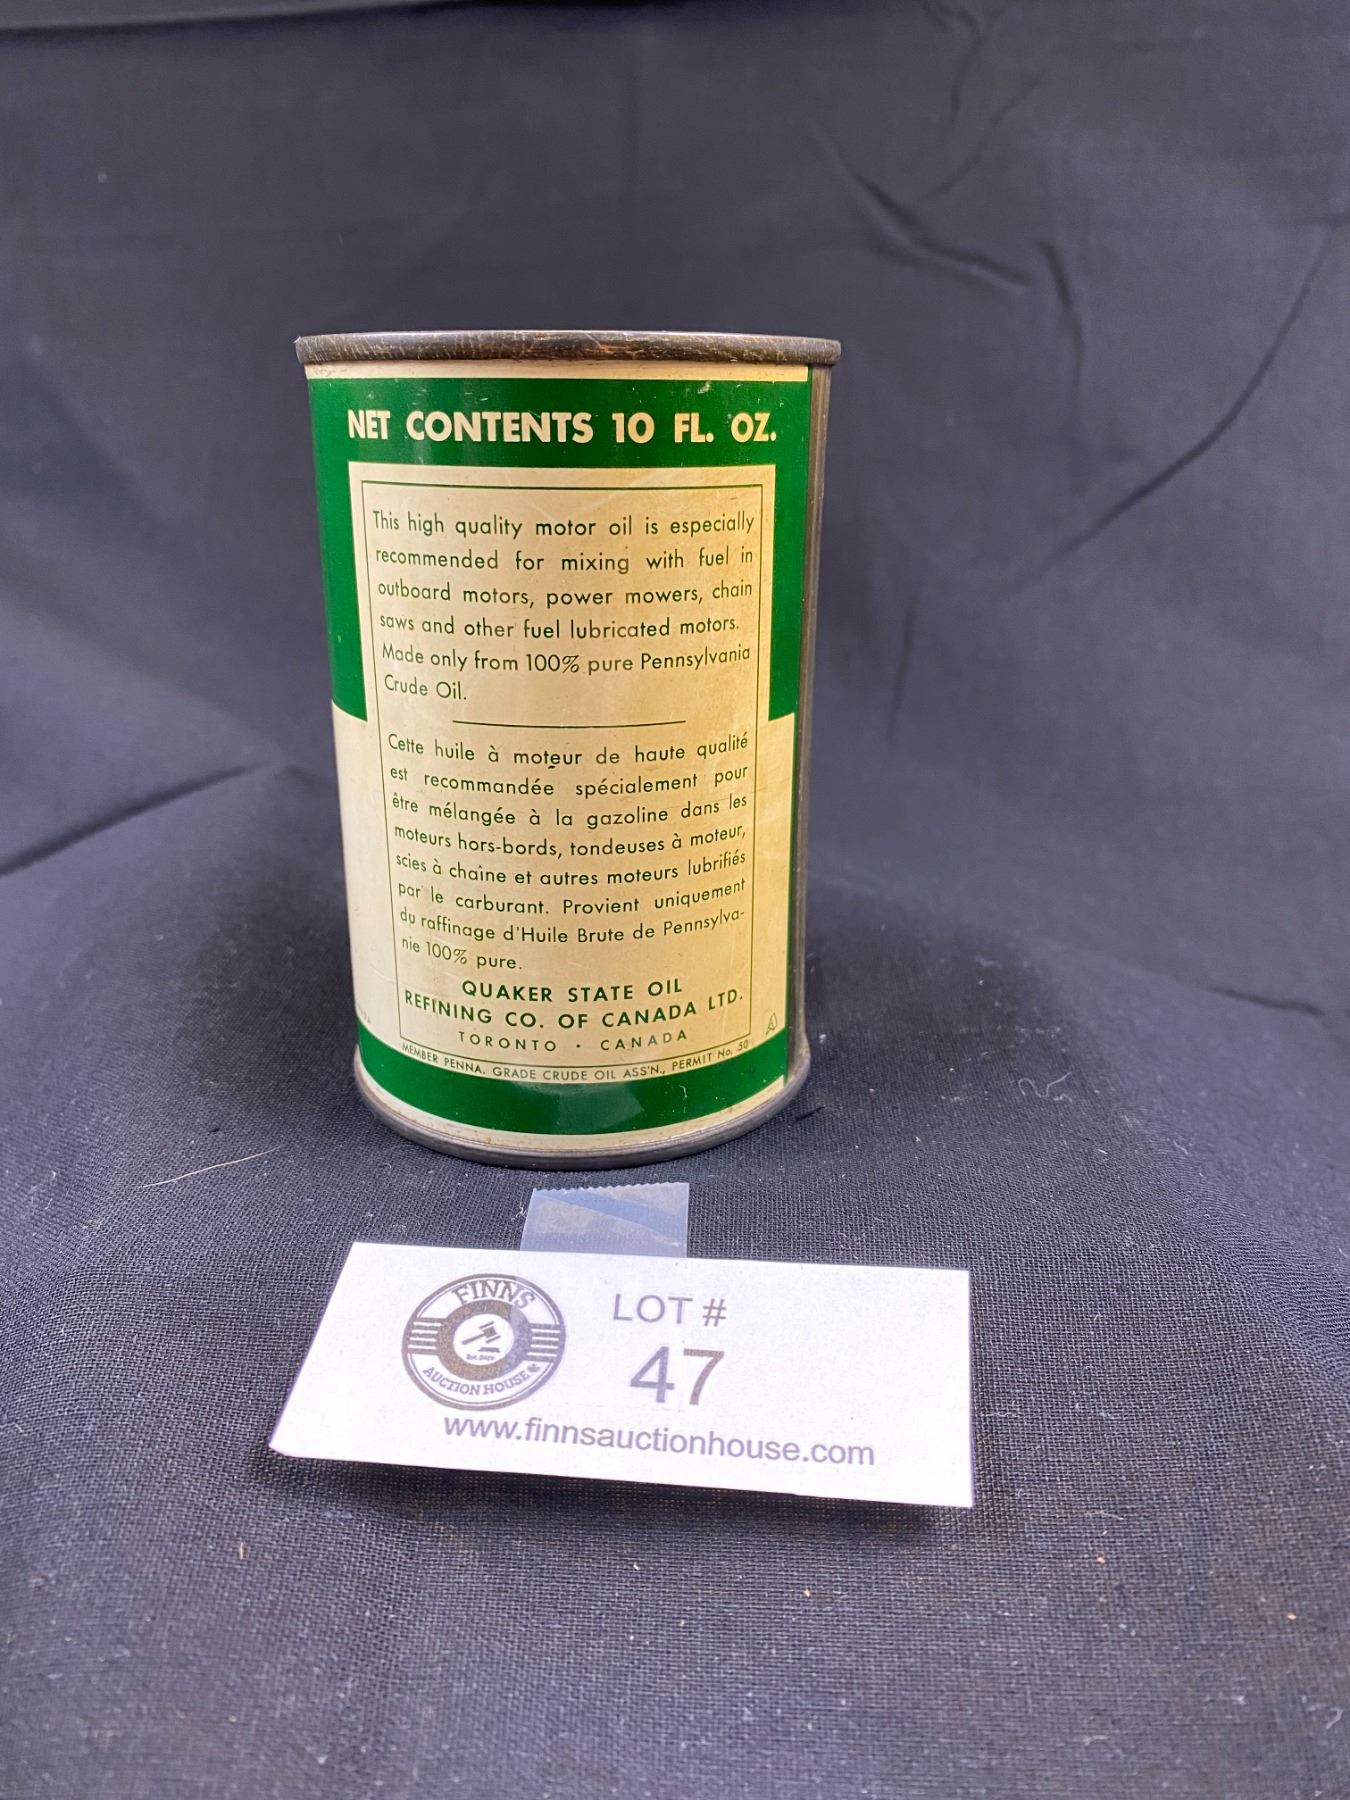 NET CONTENTS 10 FL. OZ.
This high quality motor oil is especially
recommended for mixing with fuel in
outboard motors, power mowers, chain
saws and other fuel lubricated motors.
Made only from 100% pure Pennsylvania
Crude Oil.
Cette huile à moteur de haute qualité
est recommandée spécialement pour
être mélangée à la gazoline dans les
moteurs hors-bords, tondeuses à moteur,
scies à chaîne et autres moteurs lubrifiés
par le carburant. Provient uniquement
du raffinage d'Huile Brute de Pennsylva-
nie 100% pure.
QUAKER STATE OIL
REFINING CO. OF CANADA LTD.
TORONTO · CANADA
MEMBER PENNA. GRADE CRUDE OIL ASS'N., PERMIT No. 50
FINNS
AUCTION HOUSE
LOT #
47
www.finnsauctionhouse.com